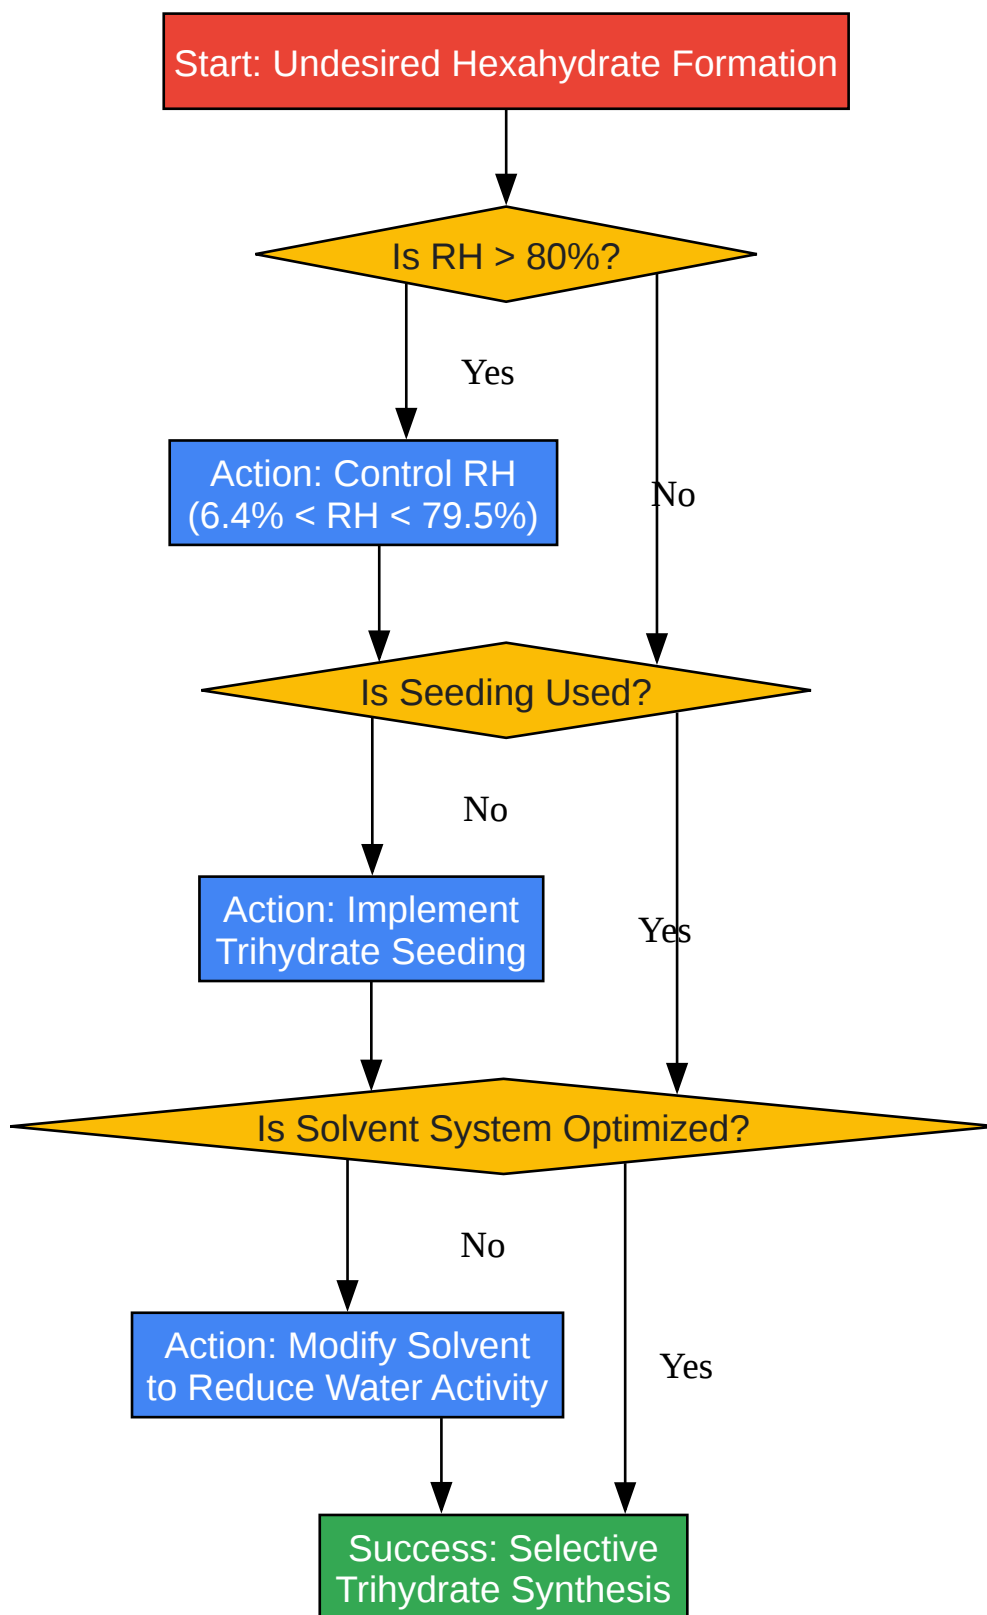 Start: Undesired Hexahydrate Formation
Is RH > 80%?
Yes
Action: Control RH
(6.4% < RH < 79.5%)
No
Is Seeding Used?
No
Action: Implement
Trihydrate Seeding
Yes
Is Solvent System Optimized?
No
Action: Modify Solvent
to Reduce Water Activity
Yes
Success: Selective
Trihydrate Synthesis